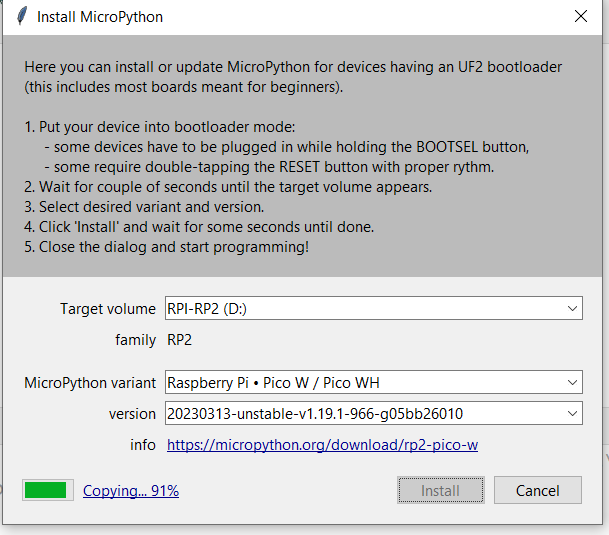 Install MicroPython
Here you can install or update MicroPython for devices having an UF2 bootloader
(this includes most boards meant for beginners).
1. Put your device into bootloader mode:
- some devices have to be plugged in while holding the BOOTSEL button,
- some require double-tapping the RESET button with proper rythm.
2. Wait for couple of seconds until the target volume appears.
3. Select desired variant and version.
4. Click 'Install' and wait for some seconds until done.
5. Close the dialog and start programming!
Target volume RPI-RP2 (D:)
family RP2
MicroPython variant Raspberry Pi • Pico W / Pico WH
version 20230313-unstable-v1.19.1-966-g05bb26010
info https://micropython.org/download/rp2-pico-w
Copying... 91% Install Cancel